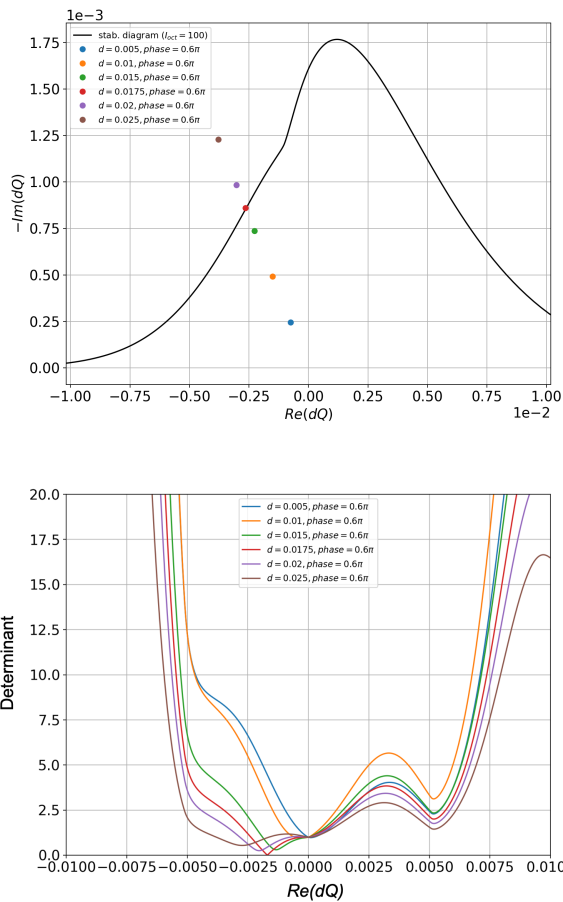 1e−3
1.75
1.50
1.25
1.00
0.75
0.50
0.25
0.00
−Im(dQ)
stab. diagram (I_oct = 100)
d = 0.005, phase = 0.6π
d = 0.01, phase = 0.6π
d = 0.015, phase = 0.6π
d = 0.0175, phase = 0.6π
d = 0.02, phase = 0.6π
d = 0.025, phase = 0.6π
−1.00 −0.75 −0.50 −0.25 0.00 0.25 0.50 0.75 1.00
Re(dQ)
1e−2
20.0
17.5
15.0
12.5
10.0
7.5
5.0
2.5
0.0
Determinant
d = 0.005, phase = 0.6π
d = 0.01, phase = 0.6π
d = 0.015, phase = 0.6π
d = 0.0175, phase = 0.6π
d = 0.02, phase = 0.6π
d = 0.025, phase = 0.6π
−0.0100 −0.0075 −0.0050 −0.0025 0.0000 0.0025 0.0050 0.0075 0.010
Re(dQ)